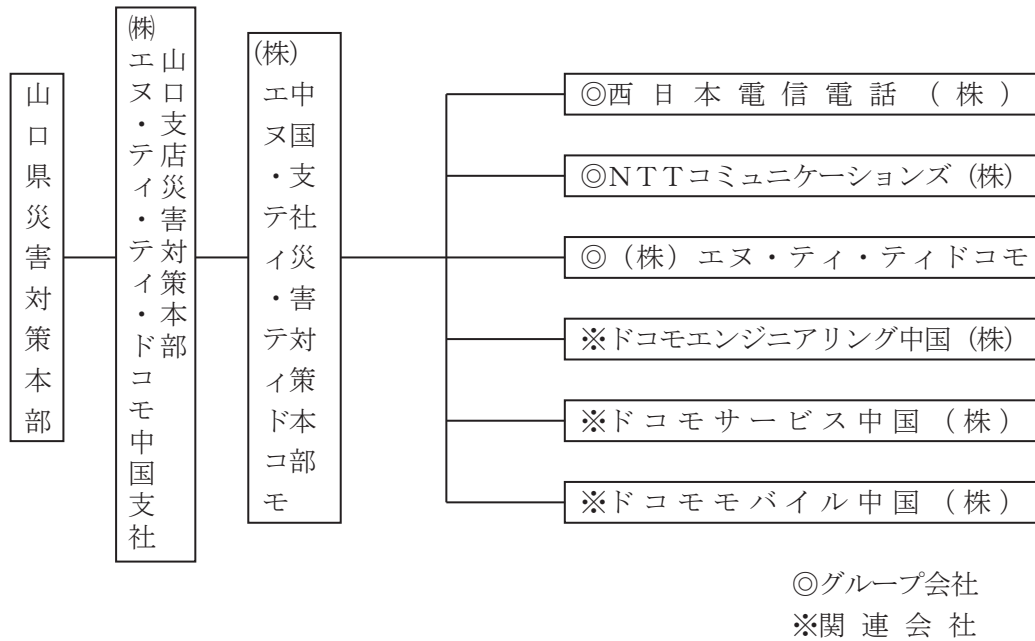 山口県災害対策本部
㈱エヌ・ティ・ティ・ドコモ中国支社
山口支店災害対策本部
(株)
エヌ・ティ・ティドコモ
中国支社災害対策本部
◎西日本電信電話(株)
◎NTTコミュニケーションズ(株)
◎(株)エヌ・ティ・ティドコモ
※ドコモエンジニアリング中国(株)
※ドコモサービス中国(株)
※ドコモモバイル中国(株)
◎グループ会社
※関連会社